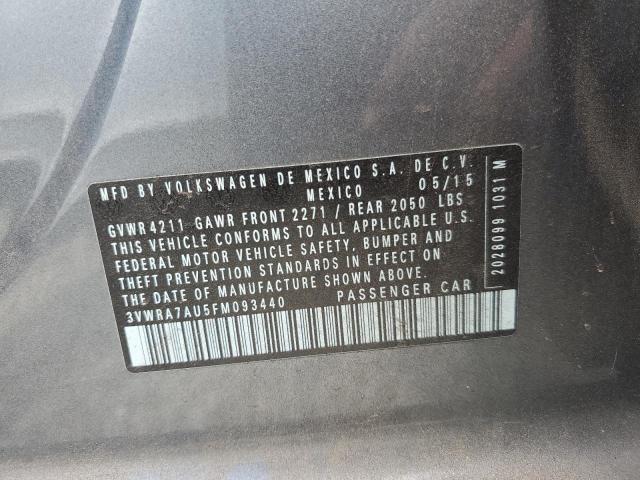 MFD BY VOLKSWAGEN DE MEXICO S.A. DE C.V.
MEXICO 05/15
GVWR 4211 GAWR FRONT 2271 / REAR 2050 LBS
THIS VEHICLE CONFORMS TO ALL APPLICABLE U.S.
FEDERAL MOTOR VEHICLE SAFETY, BUMPER AND
THEFT PREVENTION STANDARDS IN EFFECT ON
THE DATE OF MANUFACTURE SHOWN ABOVE.
3VWRA7AU5FM093440 PASSENGER CAR
2028099 1031 M